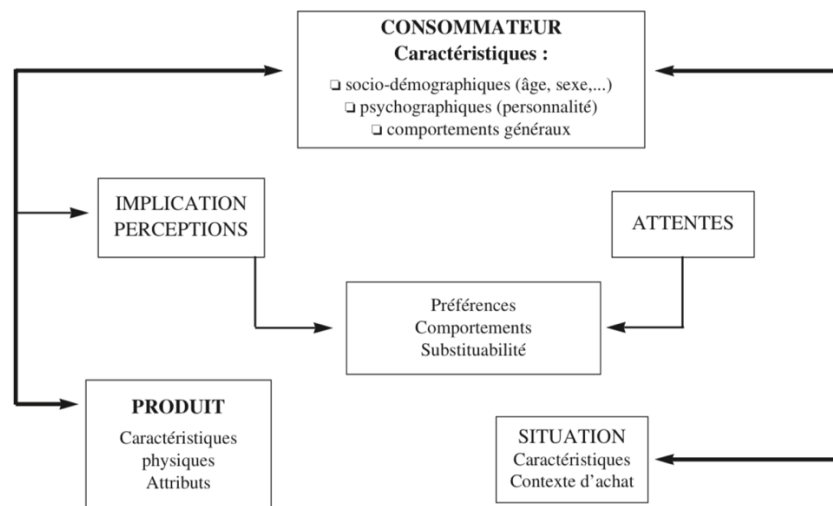 CONSOMMATEUR
Caractéristiques :
❏ socio-démographiques (âge, sexe,...)
❏ psychographiques (personnalité)
❏ comportements généraux
IMPLICATION
PERCEPTIONS
ATTENTES
Préférences
Comportements
Substituabilité
PRODUIT
Caractéristiques
physiques
Attributs
SITUATION
Caractéristiques
Contexte d'achat